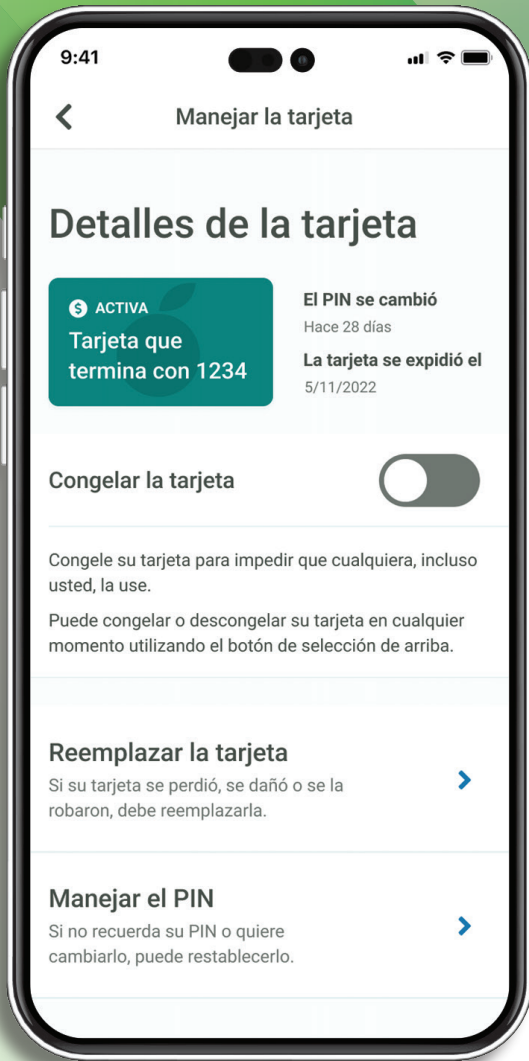 9:41
Manejar la tarjeta
Detalles de la tarjeta
ACTIVA
Tarjeta que
termina con 1234
El PIN se cambió
Hace 28 días
La tarjeta se expidió el
5/11/2022
Congelar la tarjeta
Congele su tarjeta para impedir que cualquiera, incluso
usted, la use.
Puede congelar o descongelar su tarjeta en cualquier
momento utilizando el botón de selección de arriba.
Reemplazar la tarjeta
Si su tarjeta se perdió, se dañó o se la
robaron, debe reemplazarla.
Manejar el PIN
Si no recuerda su PIN o quiere
cambiarlo, puede restablecerlo.